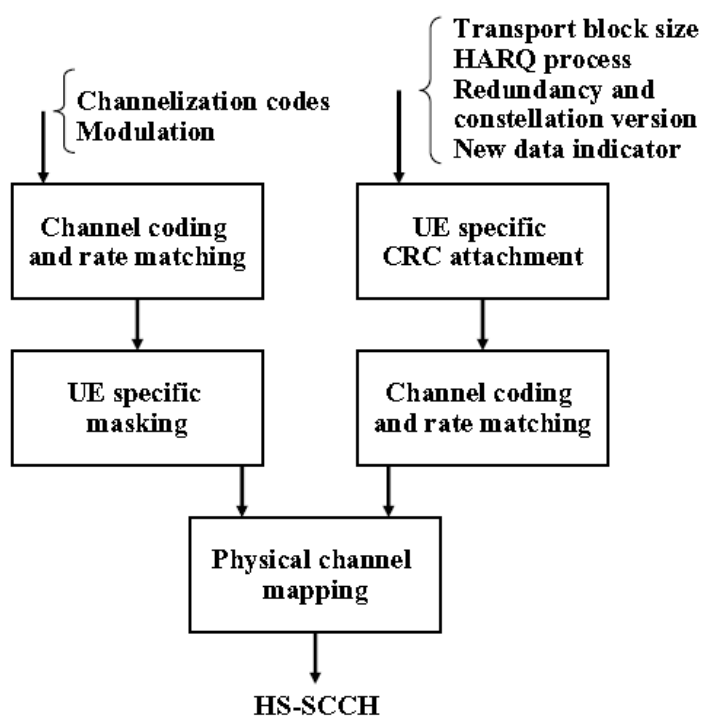 Channelization codes
Modulation
Transport block size
HARQ process
Redundancy and
constellation version
New data indicator
Channel coding
and rate matching
UE specific
CRC attachment
UE specific
masking
Channel coding
and rate matching
Physical channel
mapping
HS-SCCH